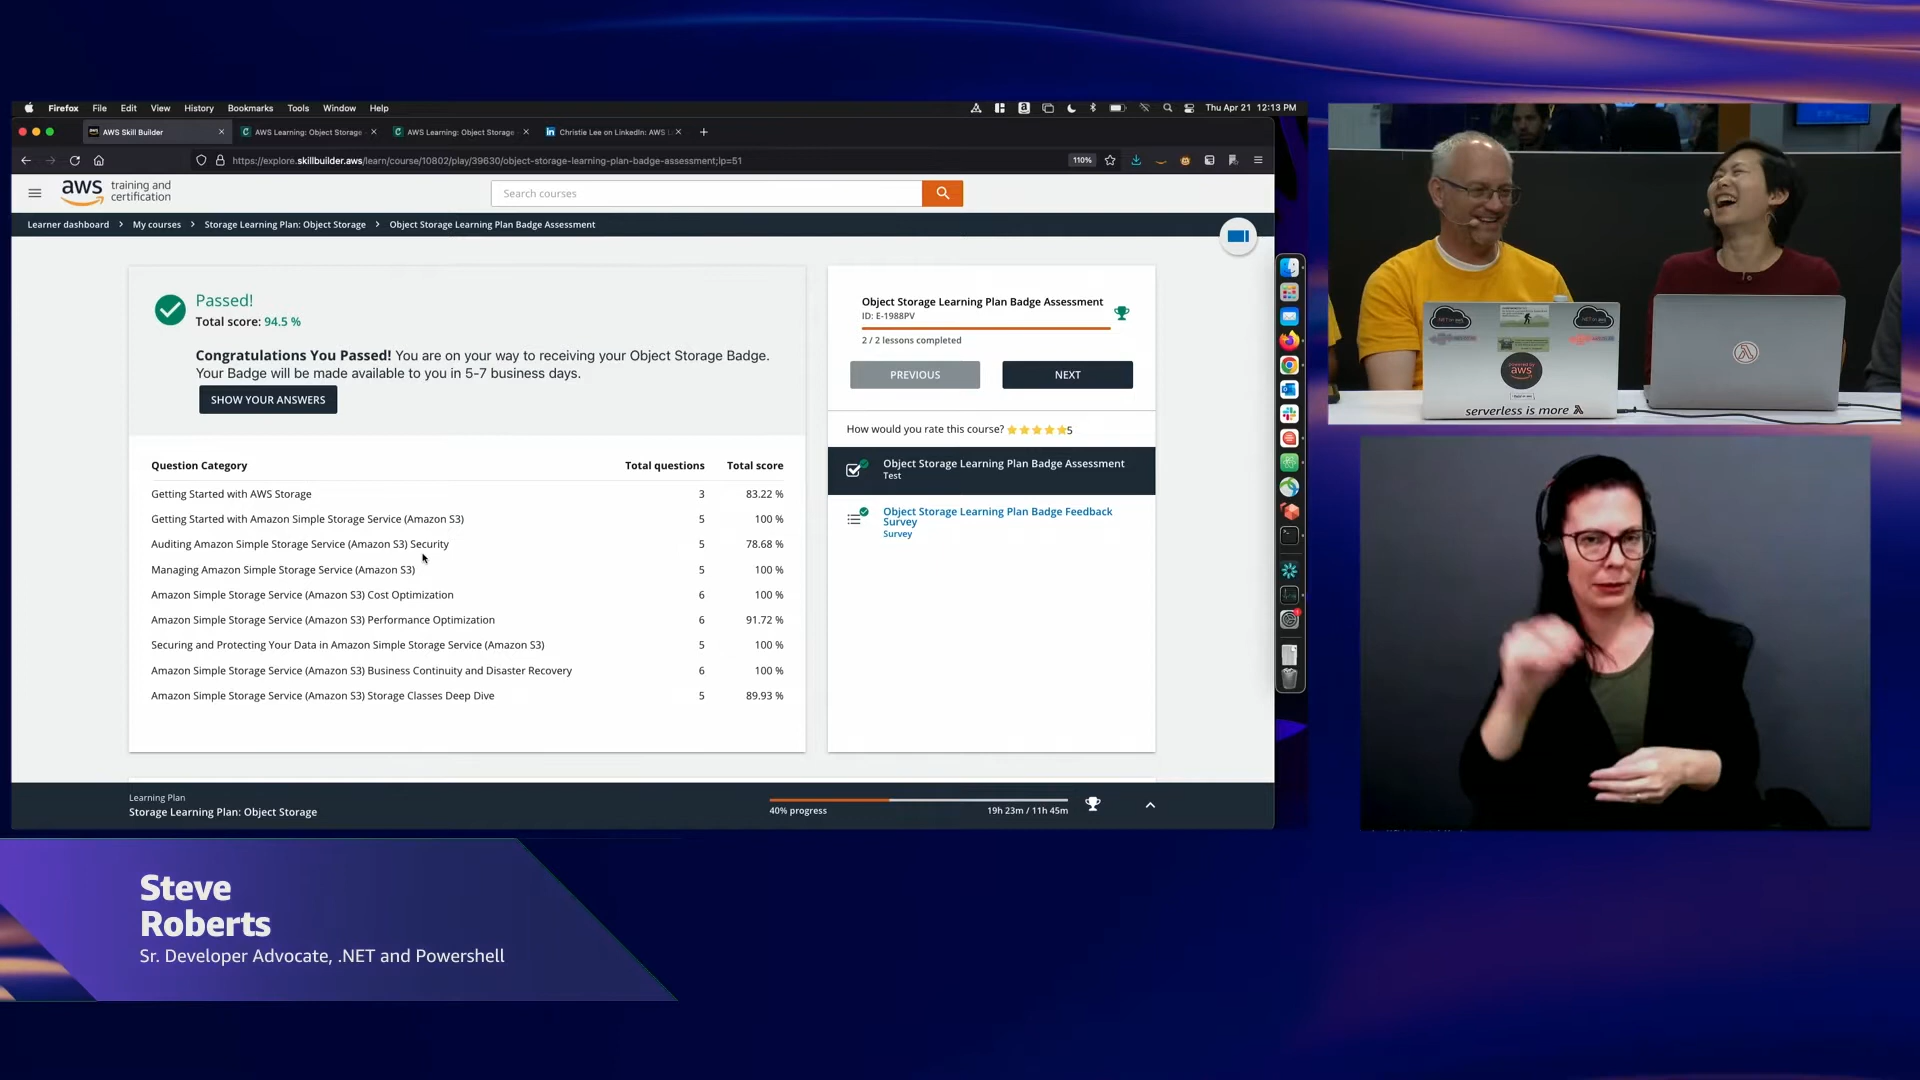 Firefox File Edit View History Bookmarks Tools Window Help
Thu Apr 21 12:13 PM
AWS Skill Builder
AWS Learning: Object Storage
AWS Learning: Object Storage
Christie Lee on LinkedIn: AWS
https://explore.skillbuilder.aws/learn/course/10802/play/39630/object-storage-learning-plan-badge-assessment;lp=51
110%
aws training and certification
Search courses
Learner dashboard > My courses > Storage Learning Plan: Object Storage > Object Storage Learning Plan Badge Assessment
Passed!
Total score: 94.5 %
Congratulations You Passed! You are on your way to receiving your Object Storage Badge.
Your Badge will be made available to you in 5-7 business days.
SHOW YOUR ANSWERS
Question Category Total questions Total score
Getting Started with AWS Storage 3 83.22 %
Getting Started with Amazon Simple Storage Service (Amazon S3) 5 100 %
Auditing Amazon Simple Storage Service (Amazon S3) Security 5 78.68 %
Managing Amazon Simple Storage Service (Amazon S3) 5 100 %
Amazon Simple Storage Service (Amazon S3) Cost Optimization 6 100 %
Amazon Simple Storage Service (Amazon S3) Performance Optimization 6 91.72 %
Securing and Protecting Your Data in Amazon Simple Storage Service (Amazon S3) 5 100 %
Amazon Simple Storage Service (Amazon S3) Business Continuity and Disaster Recovery 6 100 %
Amazon Simple Storage Service (Amazon S3) Storage Classes Deep Dive 5 89.93 %
Object Storage Learning Plan Badge Assessment
ID: E-1988PV
2 / 2 lessons completed
PREVIOUS
NEXT
How would you rate this course? 5
Object Storage Learning Plan Badge Assessment
Test
Object Storage Learning Plan Badge Feedback
Survey
Survey
Learning Plan
Storage Learning Plan: Object Storage
40% progress
19h 23m / 11h 45m
aws
serverless is more λ
Steve
Roberts
Sr. Developer Advocate, .NET and Powershell